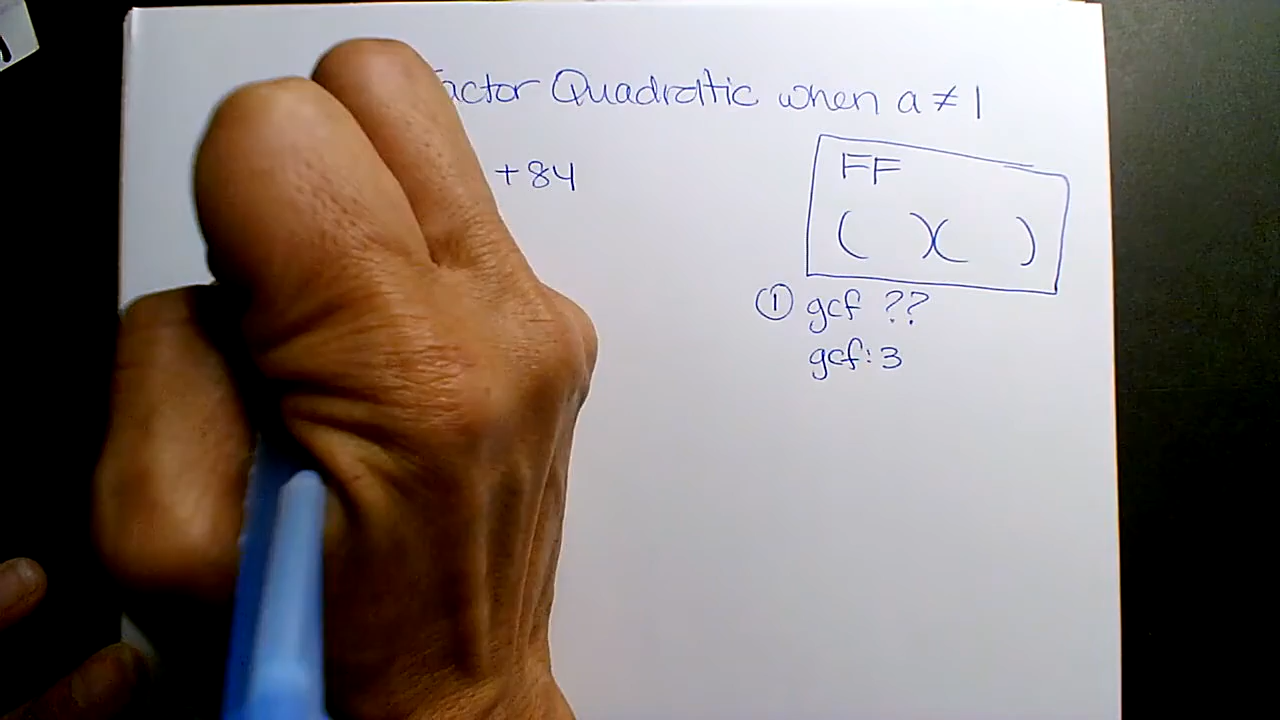 actor Quadratic when a ≠ 1
+ 84
FF
( )( )
① gcf ??
gcf: 3